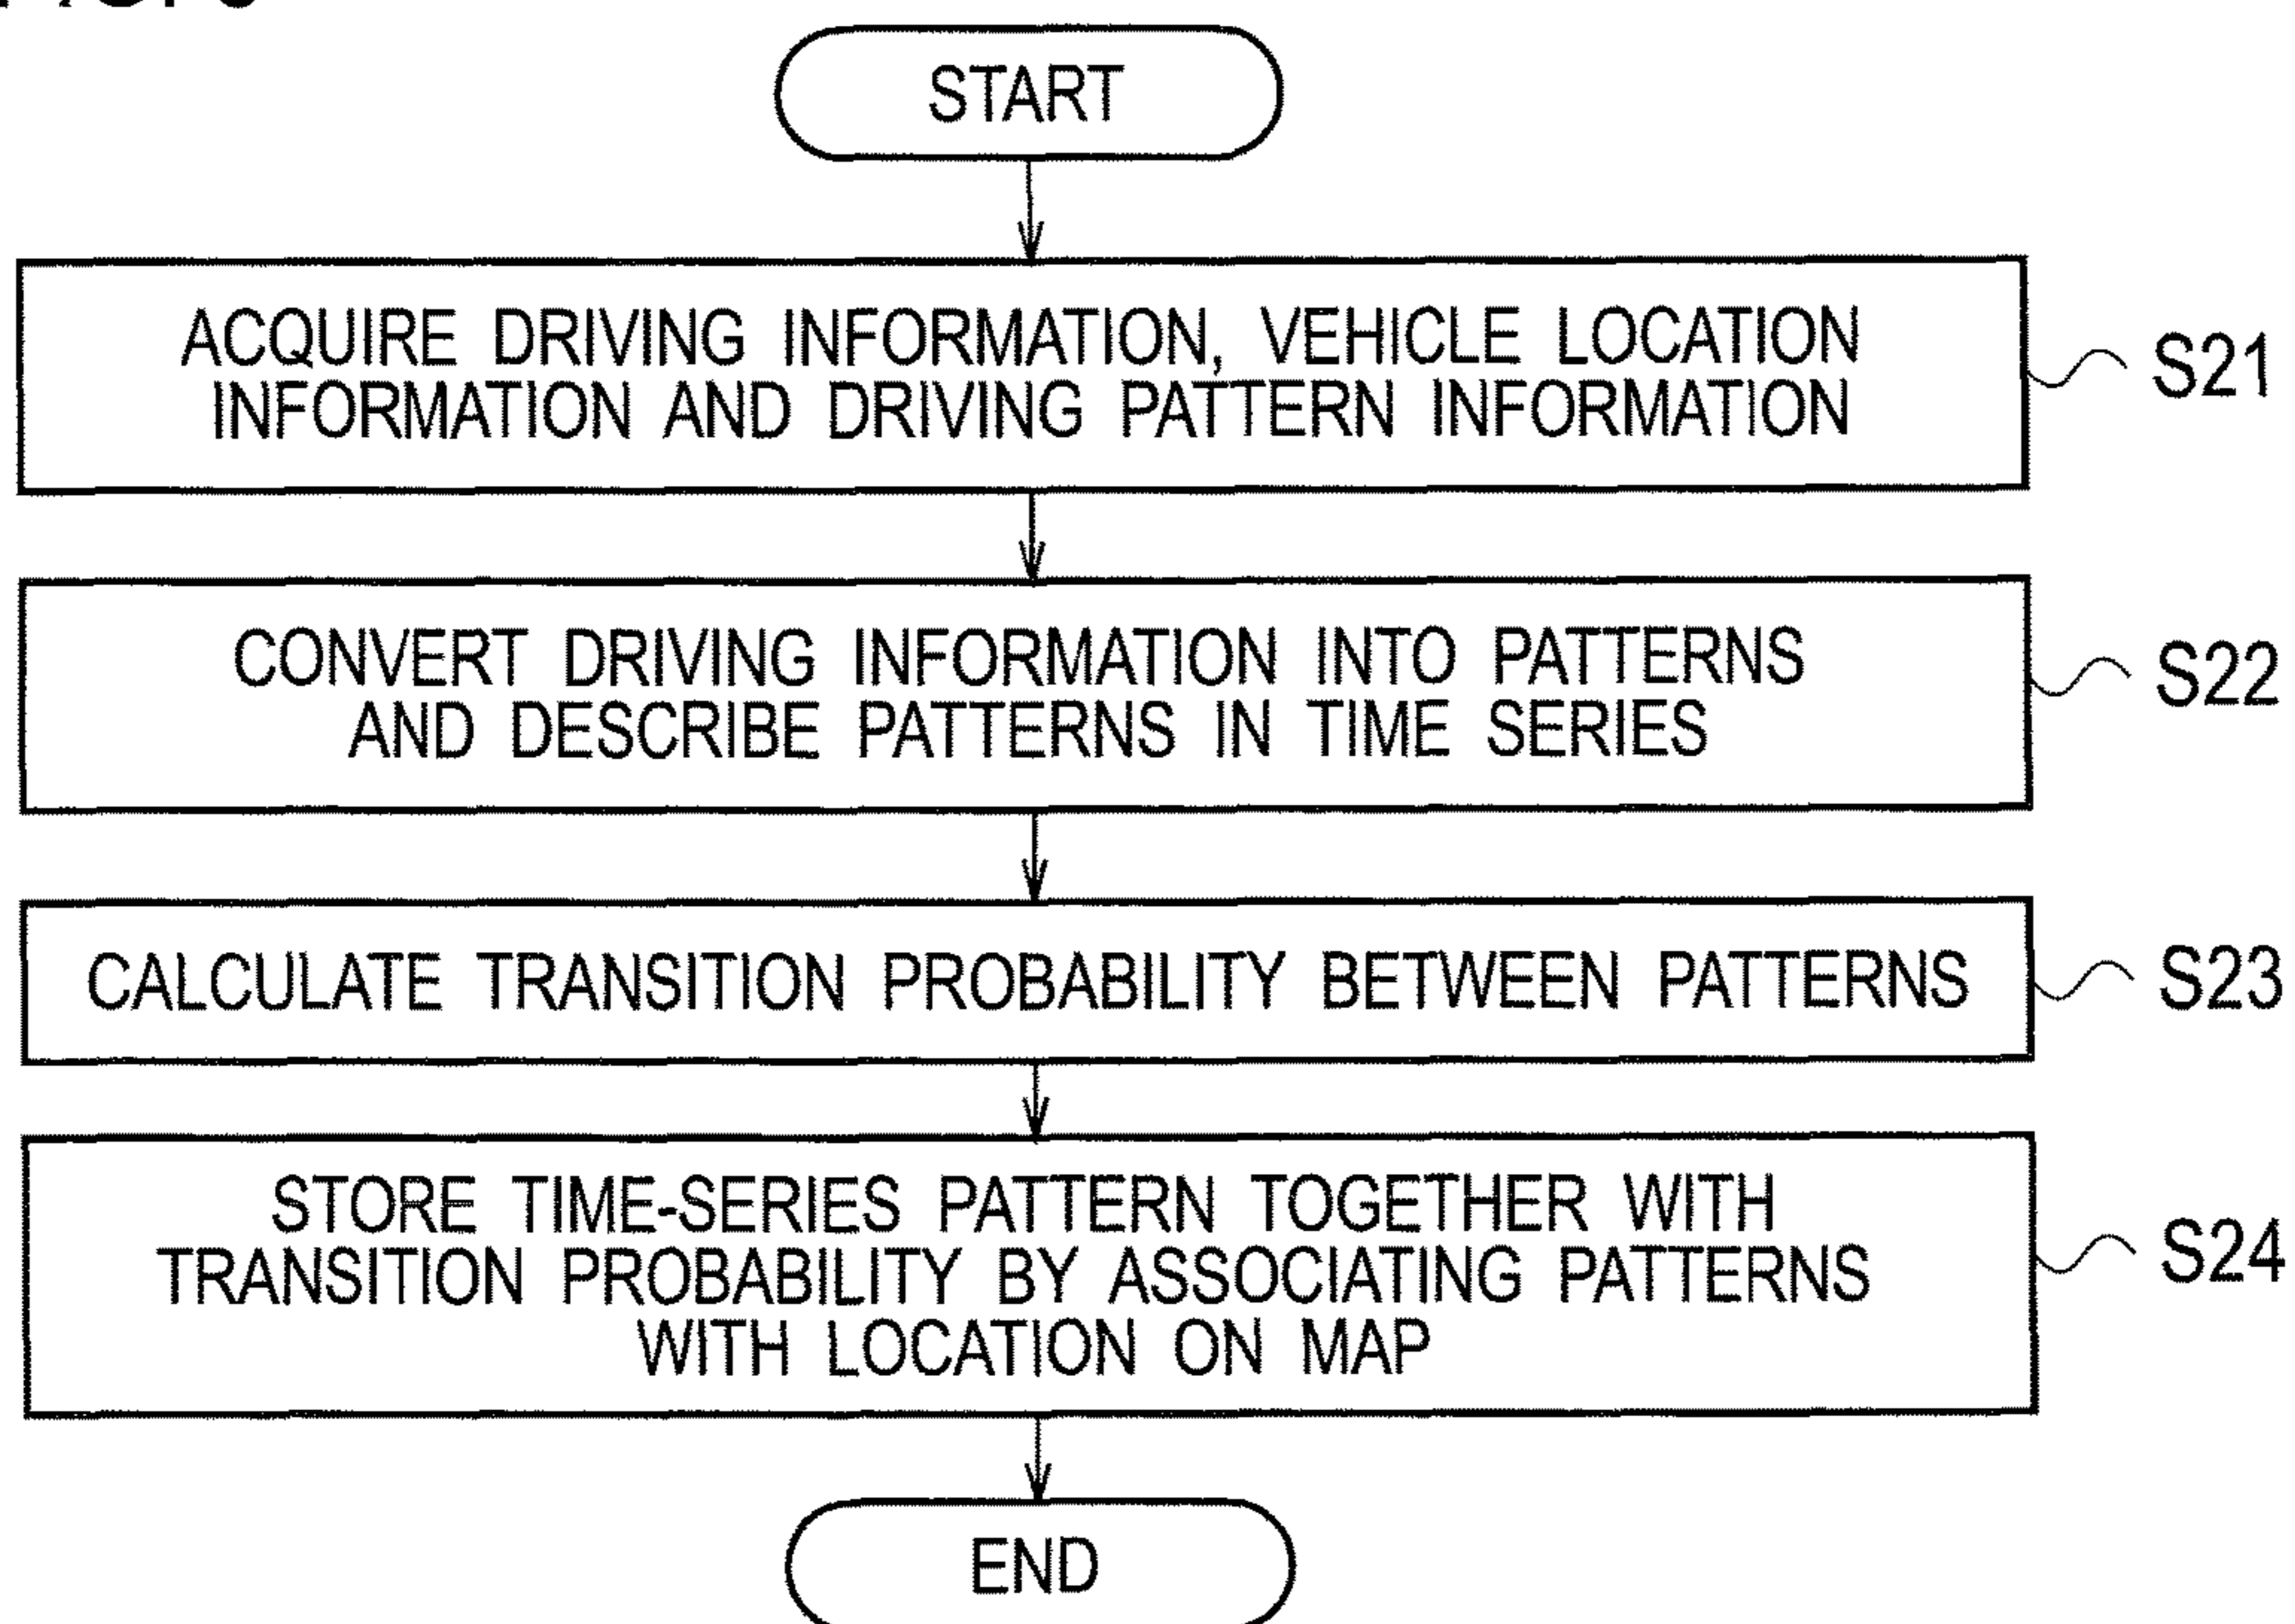 START
ACQUIRE DRIVING INFORMATION, VEHICLE LOCATION
INFORMATION AND DRIVING PATTERN INFORMATION
S21
CONVERT DRIVING INFORMATION INTO PATTERNS
AND DESCRIBE PATTERNS IN TIME SERIES
S22
CALCULATE TRANSITION PROBABILITY BETWEEN PATTERNS
S23
STORE TIME-SERIES PATTERN TOGETHER WITH
TRANSITION PROBABILITY BY ASSOCIATING PATTERNS
WITH LOCATION ON MAP
S24
END